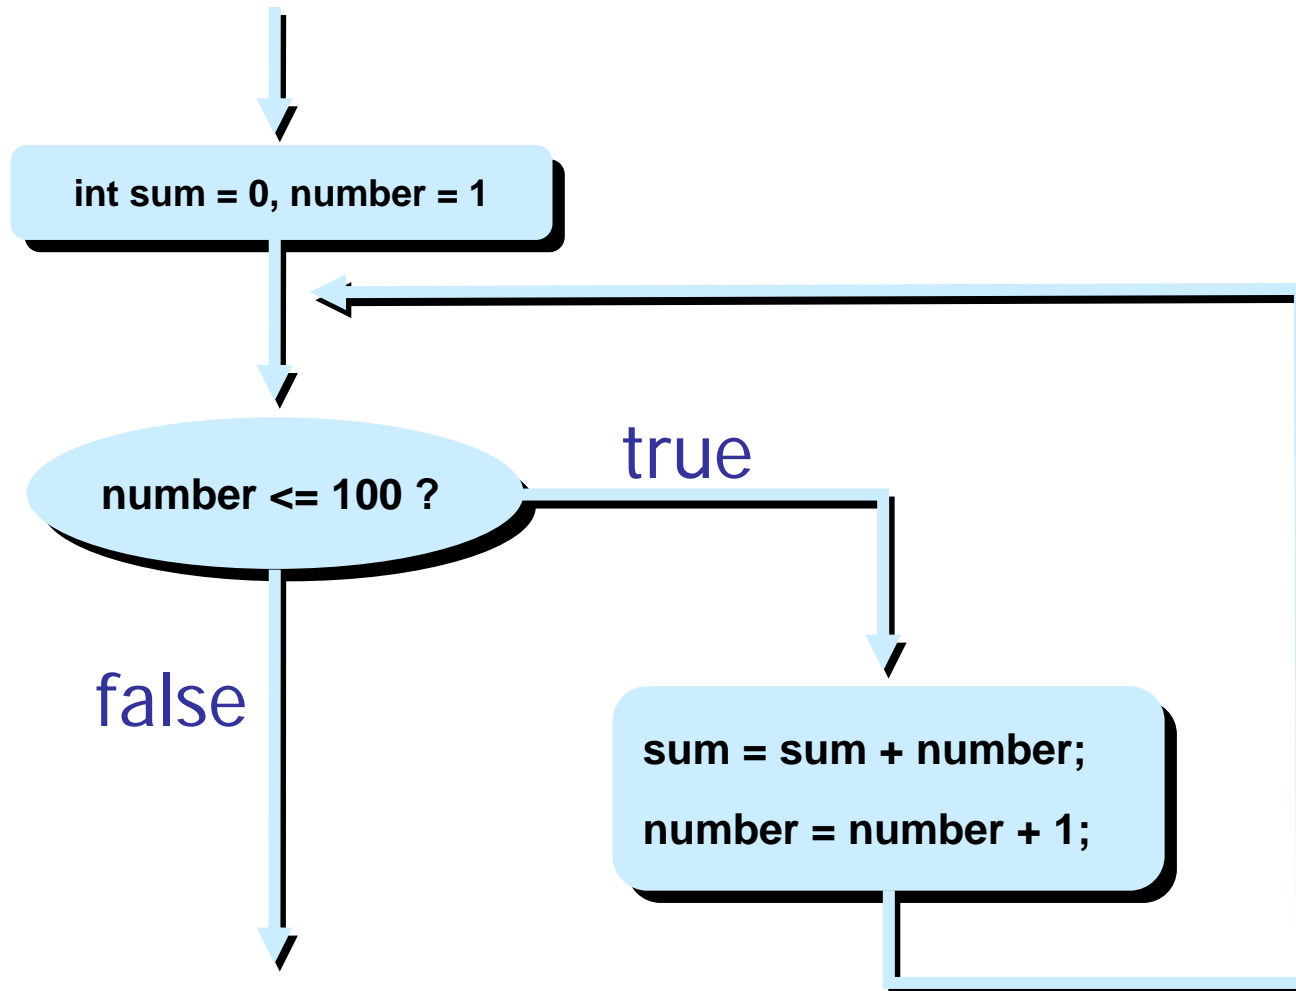 int sum = 0, number = 1
number <= 100 ?
true
false
sum = sum + number;
number = number + 1;